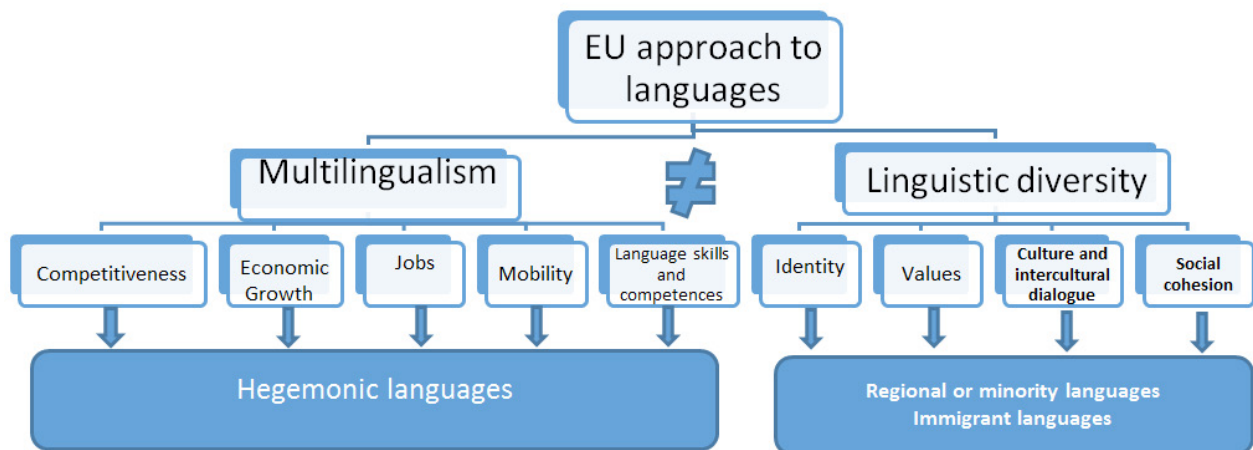 EU approach to
languages
Multilingualism
≠
Linguistic diversity
Competitiveness
Economic
Growth
Jobs
Mobility
Language skills
and
competences
Identity
Values
Culture and
intercultural
dialogue
Social
cohesion
Hegemonic languages
Regional or minority languages
Immigrant languages